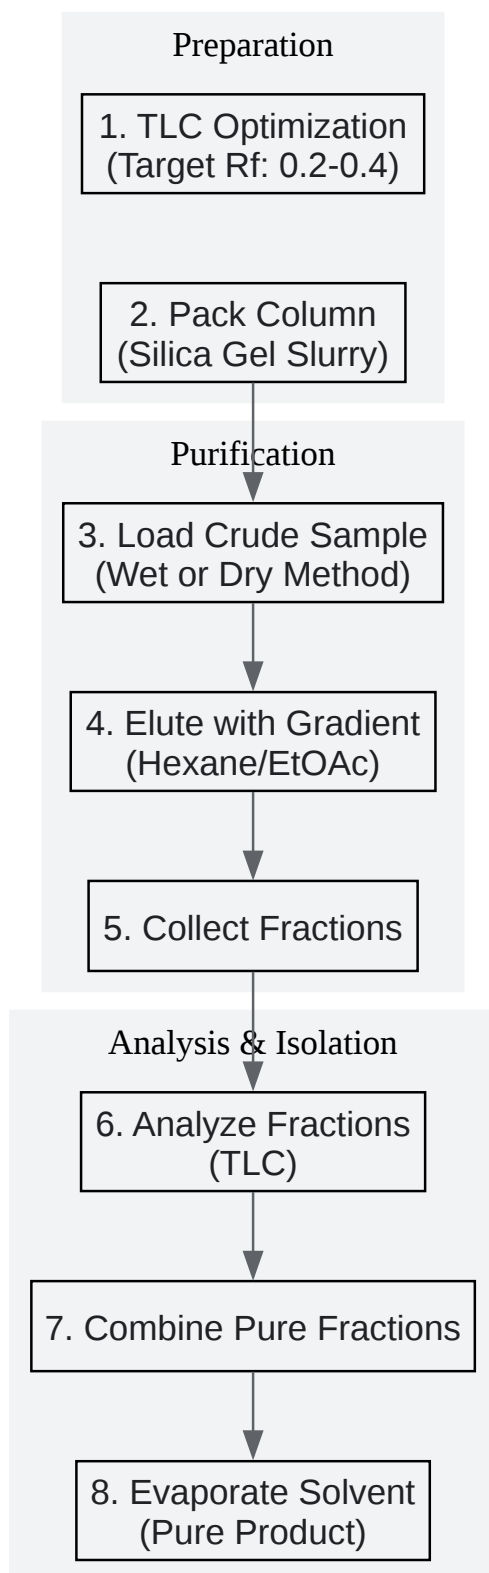 Preparation
1. TLC Optimization
(Target Rf: 0.2-0.4)
2. Pack Column
(Silica Gel Slurry)
Purification
3. Load Crude Sample
(Wet or Dry Method)
4. Elute with Gradient
(Hexane/EtOAc)
5. Collect Fractions
Analysis & Isolation
6. Analyze Fractions
(TLC)
7. Combine Pure Fractions
8. Evaporate Solvent
(Pure Product)